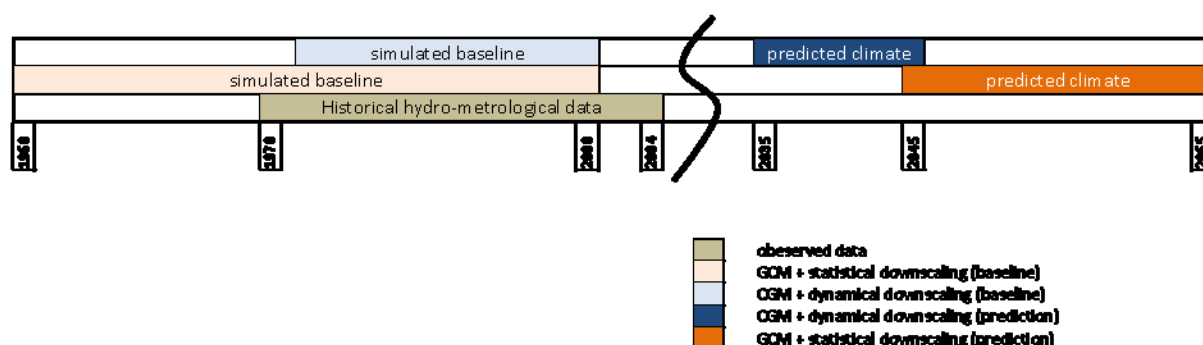 simulated baseline predicted climate
simulated baseline predicted climate
Historical hydro-metrological data
1960 1970 2000 2004 2035 2045 2065
obeserved data
GCM + statistical downscaling (baseline)
CGM + dynamical downscaling (baseline)
CGM + dynamical downscaling (prediction)
GCM + statistical downscaling (prediction)